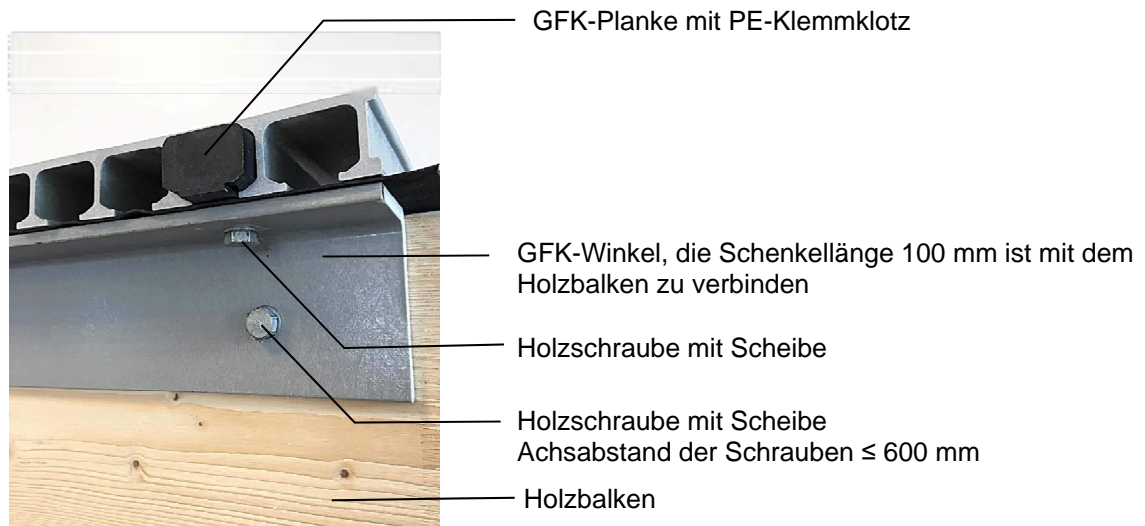 GFK-Planke mit PE-Klemmklotz
GFK-Winkel, die Schenkellänge 100 mm ist mit dem
Holzbalken zu verbinden
Holzschraube mit Scheibe
Holzschraube mit Scheibe
Achsabstand der Schrauben ≤ 600 mm
Holzbalken